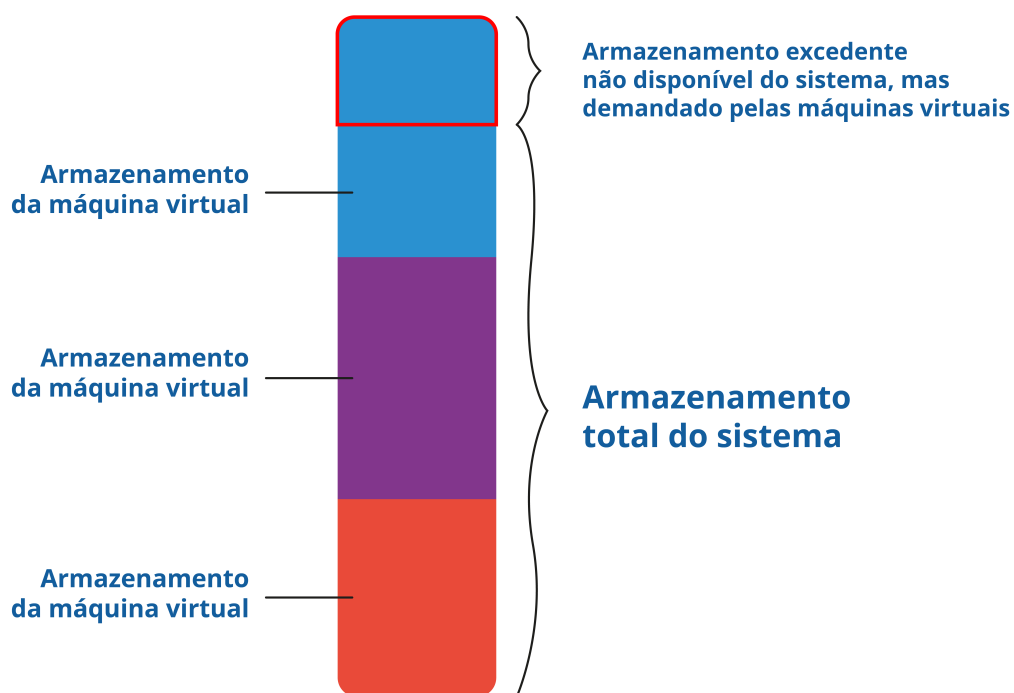 Armazenamento excedente
não disponível do sistema, mas
demandado pelas máquinas virtuais
Armazenamento
da máquina virtual
Armazenamento
da máquina virtual
Armazenamento
total do sistema
Armazenamento
da máquina virtual